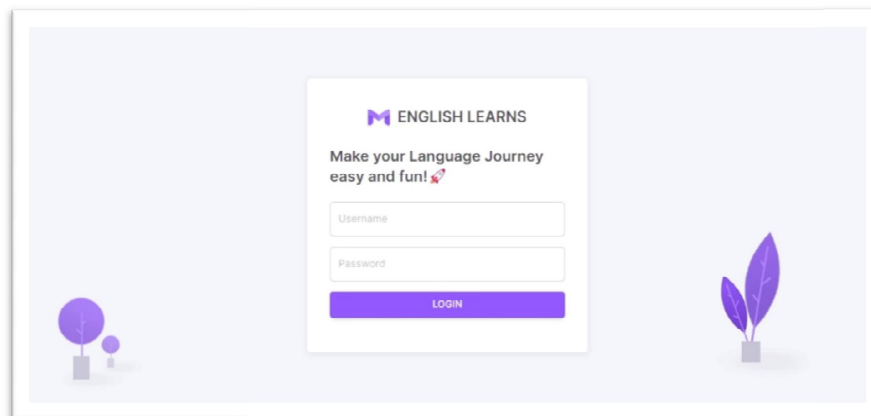 ENGLISH LEARNS
Make your Language Journey
easy and fun!🚀
Username
Password
LOGIN